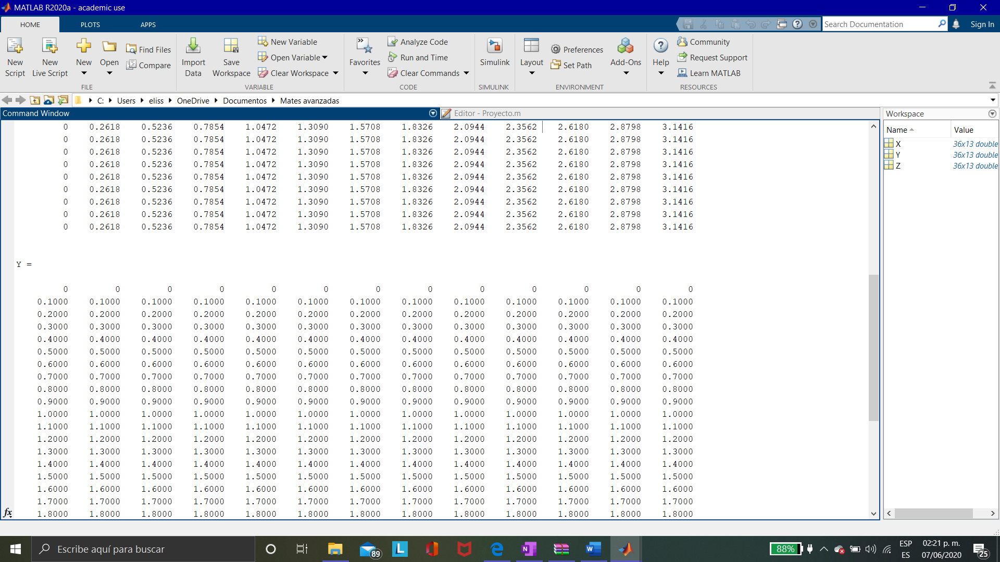 MATLAB R2020a - academic use
HOME PLOTS APPS
Search Documentation Sign In
New Script
New Live Script
New
Open
Find Files
Compare
FILE
Import Data
Save Workspace
New Variable
Open Variable
Clear Workspace
VARIABLE
Favorites
Analyze Code
Run and Time
Clear Commands
CODE
Simulink
SIMULINK
Layout
Preferences
Set Path
Add-Ons
ENVIRONMENT
Help
Community
Request Support
Learn MATLAB
RESOURCES
C: Users eliss OneDrive Documentos Mates avanzadas
Command Window
Editor - Proyecto.m
0 0.2618 0.5236 0.7854 1.0472 1.3090 1.5708 1.8326 2.0944 2.3562 2.6180 2.8798 3.1416
0 0.2618 0.5236 0.7854 1.0472 1.3090 1.5708 1.8326 2.0944 2.3562 2.6180 2.8798 3.1416
0 0.2618 0.5236 0.7854 1.0472 1.3090 1.5708 1.8326 2.0944 2.3562 2.6180 2.8798 3.1416
0 0.2618 0.5236 0.7854 1.0472 1.3090 1.5708 1.8326 2.0944 2.3562 2.6180 2.8798 3.1416
0 0.2618 0.5236 0.7854 1.0472 1.3090 1.5708 1.8326 2.0944 2.3562 2.6180 2.8798 3.1416
0 0.2618 0.5236 0.7854 1.0472 1.3090 1.5708 1.8326 2.0944 2.3562 2.6180 2.8798 3.1416
0 0.2618 0.5236 0.7854 1.0472 1.3090 1.5708 1.8326 2.0944 2.3562 2.6180 2.8798 3.1416
0 0.2618 0.5236 0.7854 1.0472 1.3090 1.5708 1.8326 2.0944 2.3562 2.6180 2.8798 3.1416
0 0.2618 0.5236 0.7854 1.0472 1.3090 1.5708 1.8326 2.0944 2.3562 2.6180 2.8798 3.1416
Y =
0 0 0 0 0 0 0 0 0 0 0 0 0
0.1000 0.1000 0.1000 0.1000 0.1000 0.1000 0.1000 0.1000 0.1000 0.1000 0.1000 0.1000 0.1000
0.2000 0.2000 0.2000 0.2000 0.2000 0.2000 0.2000 0.2000 0.2000 0.2000 0.2000 0.2000 0.2000
0.3000 0.3000 0.3000 0.3000 0.3000 0.3000 0.3000 0.3000 0.3000 0.3000 0.3000 0.3000 0.3000
0.4000 0.4000 0.4000 0.4000 0.4000 0.4000 0.4000 0.4000 0.4000 0.4000 0.4000 0.4000 0.4000
0.5000 0.5000 0.5000 0.5000 0.5000 0.5000 0.5000 0.5000 0.5000 0.5000 0.5000 0.5000 0.5000
0.6000 0.6000 0.6000 0.6000 0.6000 0.6000 0.6000 0.6000 0.6000 0.6000 0.6000 0.6000 0.6000
0.7000 0.7000 0.7000 0.7000 0.7000 0.7000 0.7000 0.7000 0.7000 0.7000 0.7000 0.7000 0.7000
0.8000 0.8000 0.8000 0.8000 0.8000 0.8000 0.8000 0.8000 0.8000 0.8000 0.8000 0.8000 0.8000
0.9000 0.9000 0.9000 0.9000 0.9000 0.9000 0.9000 0.9000 0.9000 0.9000 0.9000 0.9000 0.9000
1.0000 1.0000 1.0000 1.0000 1.0000 1.0000 1.0000 1.0000 1.0000 1.0000 1.0000 1.0000 1.0000
1.1000 1.1000 1.1000 1.1000 1.1000 1.1000 1.1000 1.1000 1.1000 1.1000 1.1000 1.1000 1.1000
1.2000 1.2000 1.2000 1.2000 1.2000 1.2000 1.2000 1.2000 1.2000 1.2000 1.2000 1.2000 1.2000
1.3000 1.3000 1.3000 1.3000 1.3000 1.3000 1.3000 1.3000 1.3000 1.3000 1.3000 1.3000 1.3000
1.4000 1.4000 1.4000 1.4000 1.4000 1.4000 1.4000 1.4000 1.4000 1.4000 1.4000 1.4000 1.4000
1.5000 1.5000 1.5000 1.5000 1.5000 1.5000 1.5000 1.5000 1.5000 1.5000 1.5000 1.5000 1.5000
1.6000 1.6000 1.6000 1.6000 1.6000 1.6000 1.6000 1.6000 1.6000 1.6000 1.6000 1.6000 1.6000
1.7000 1.7000 1.7000 1.7000 1.7000 1.7000 1.7000 1.7000 1.7000 1.7000 1.7000 1.7000 1.7000
fx 1.8000 1.8000 1.8000 1.8000 1.8000 1.8000 1.8000 1.8000 1.8000 1.8000 1.8000 1.8000 1.8000
Workspace
Name Value
X 36x13 double
Y 36x13 double
Z 36x13 double
Escribe aquí para buscar
89
L
N
W
88%
ESP
ES
02:21 p. m.
07/06/2020
25